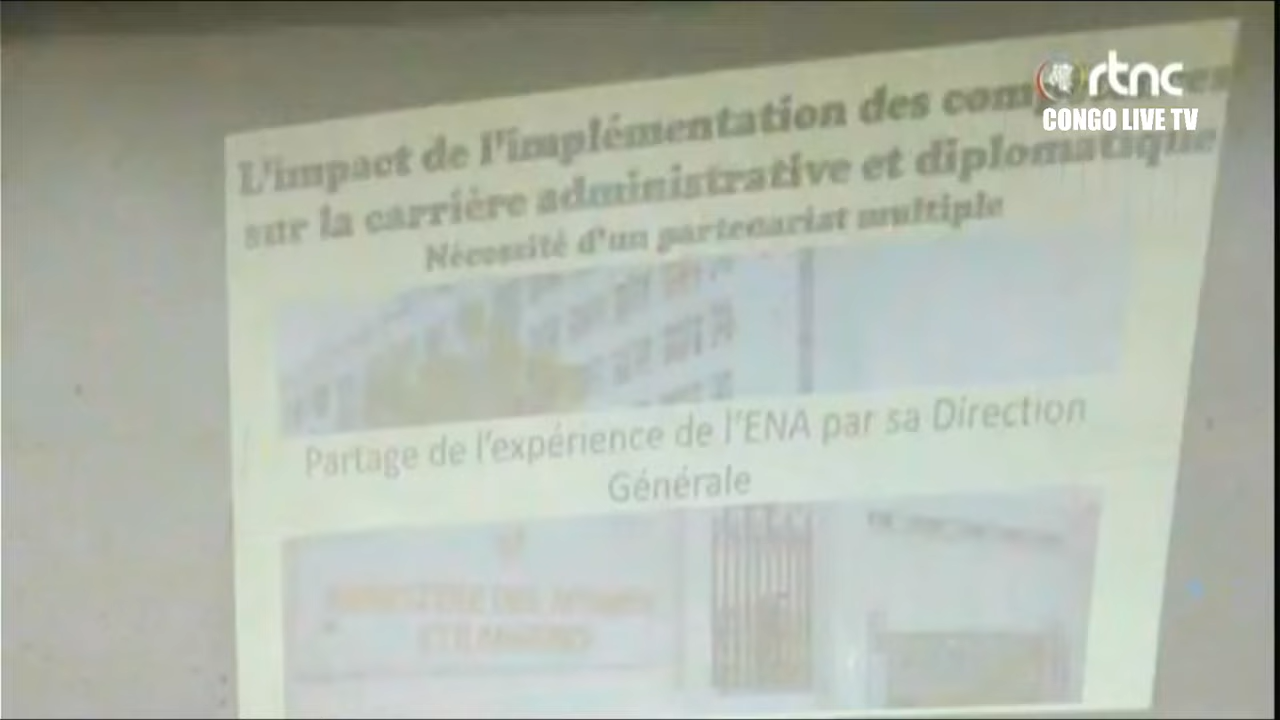 rtnc
CONGO LIVE TV
L'impact de l'implémentation des
sur la carrière administrative et diplomatique
Nécessité d'un partenariat multiple
Partage de l'expérience de l'ENA par sa Direction
Générale